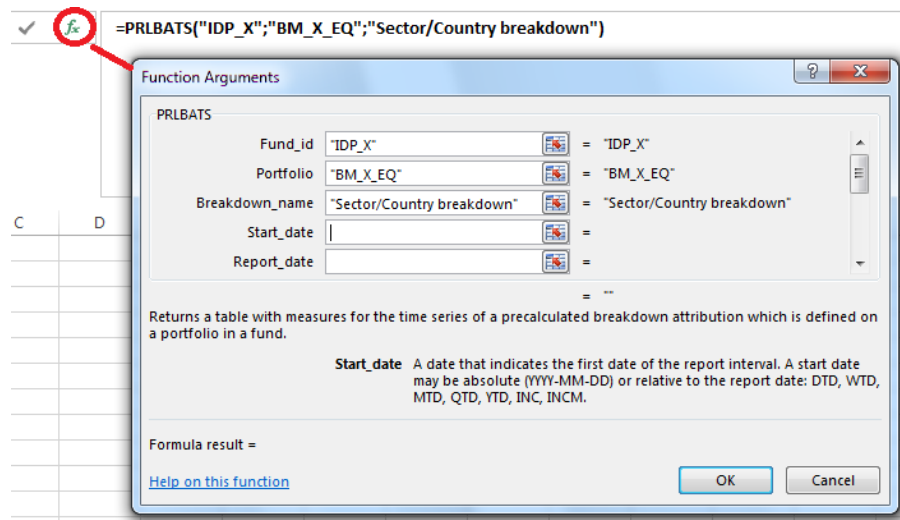 fx =PRLBATS("IDP_X";"BM_X_EQ";"Sector/Country breakdown")
Function Arguments
?
X
PRLBATS
Fund_id "IDP_X" = "IDP_X"
Portfolio "BM_X_EQ" = "BM_X_EQ"
Breakdown_name "Sector/Country breakdown" = "Sector/Country breakdown"
C D Start_date =
Report_date =
= ""
Returns a table with measures for the time series of a precalculated breakdown attribution which is defined on
a portfolio in a fund.
Start_date A date that indicates the first date of the report interval. A start date
may be absolute (YYYY-MM-DD) or relative to the report date: DTD, WTD,
MTD, QTD, YTD, INC, INCM.
Formula result =
Help on this function OK Cancel